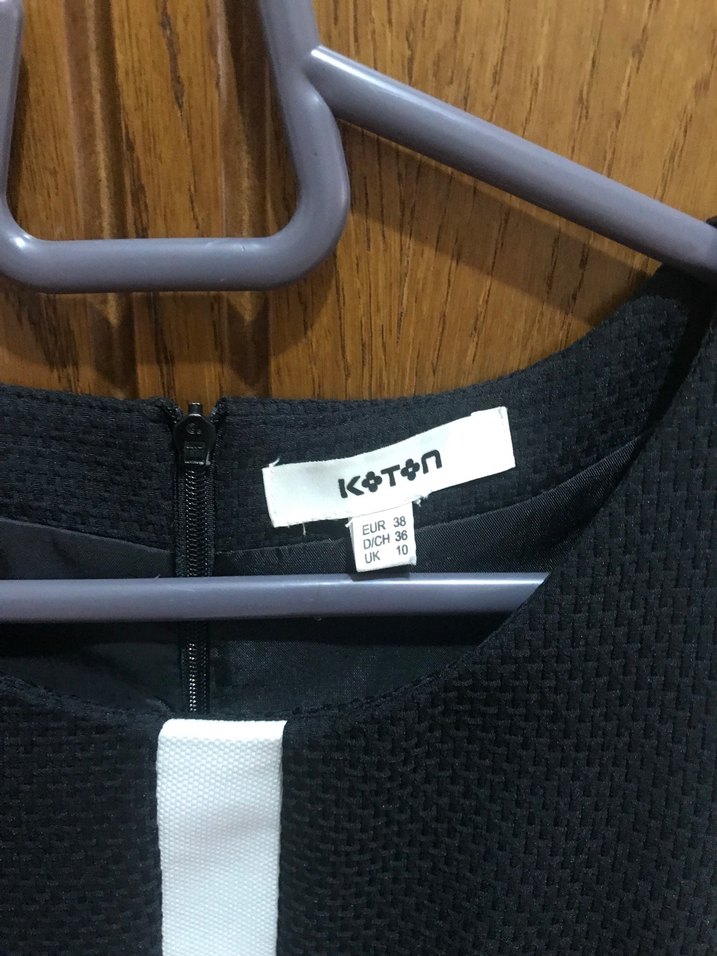 KOTON
EUR 38
D/CH 36
UK 10